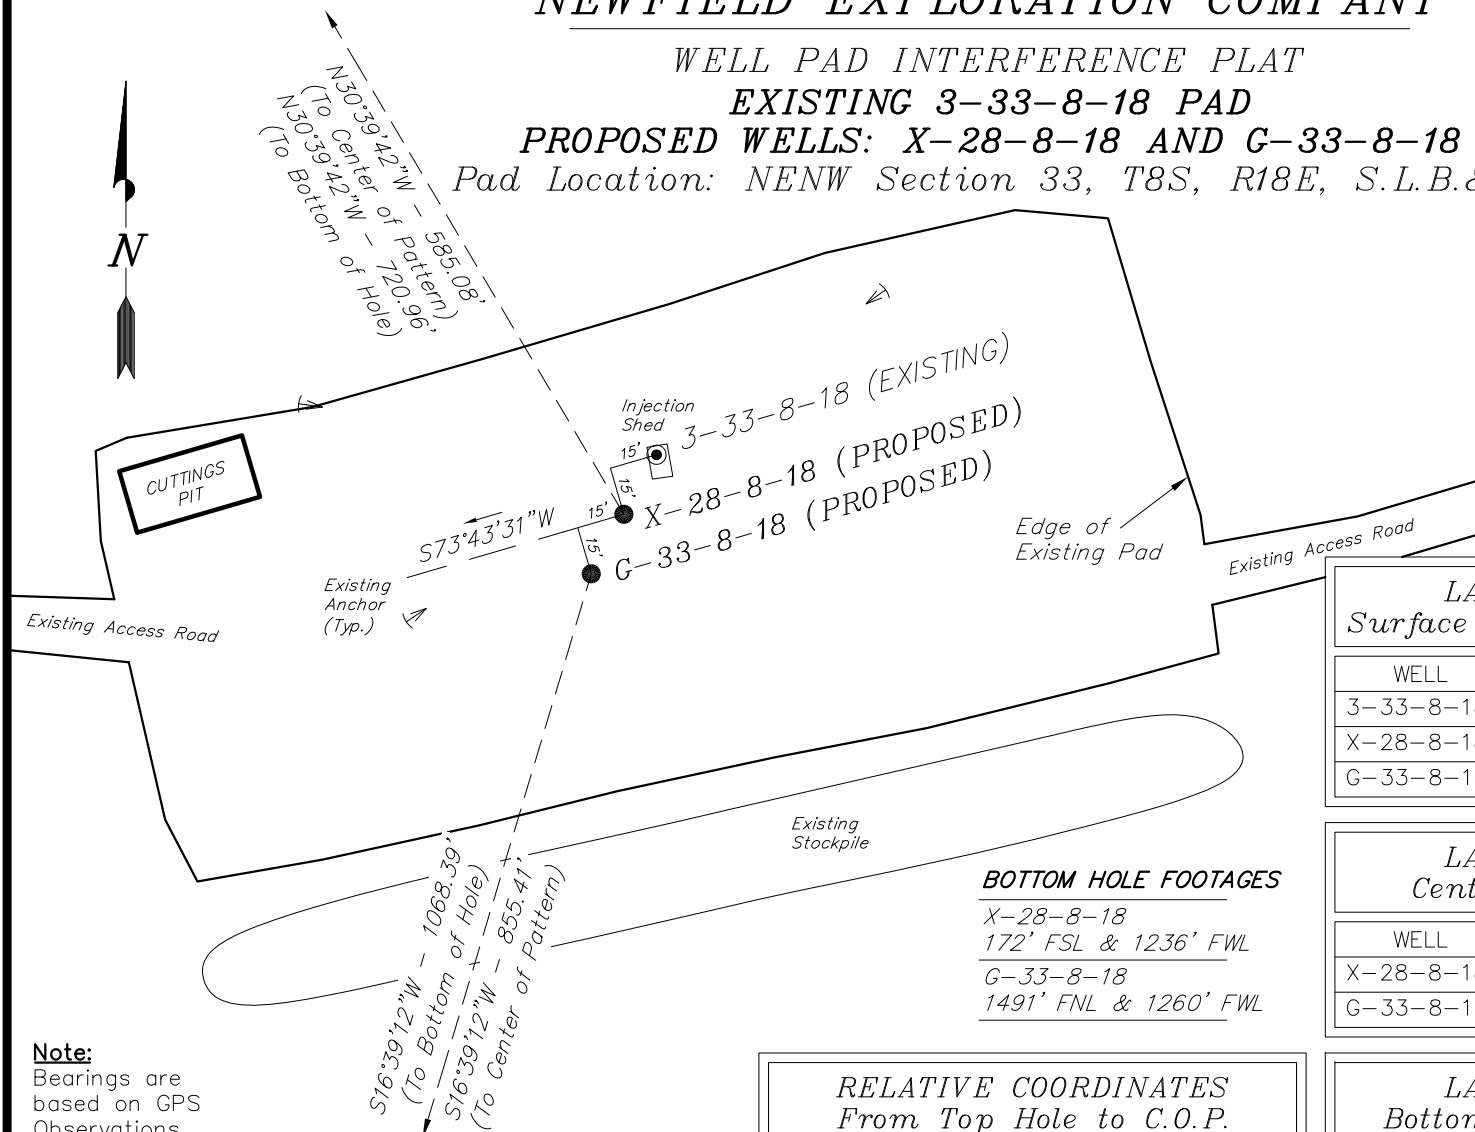 NEWFIELD EXPLORATION COMPANY
WELL PAD INTERFERENCE PLAT
EXISTING 3-33-8-18 PAD
PROPOSED WELLS: X-28-8-18 AND G-33-8-18
Pad Location: NENW Section 33, T8S, R18E, S.L.B.&
N30°39'42"W - 585.08'
(To Center of Pattern)
N30°39'42"W - 720.96'
(To Bottom of Hole)
N
Injection
Shed
3-33-8-18 (EXISTING)
15'
15'
X-28-8-18 (PROPOSED)
15'
15'
G-33-8-18 (PROPOSED)
CUTTINGS
PIT
S73°43'31"W
Existing
Anchor
(Typ.)
Edge of
Existing Pad
Existing Access Road
Existing Access Road
Existing
Stockpile
S16°39'12"W - 1068.39'
(To Bottom of Hole)
S16°39'12"W - 855.41'
(To Center of Pattern)
BOTTOM HOLE FOOTAGES
X-28-8-18
172' FSL & 1236' FWL
G-33-8-18
1491' FNL & 1260' FWL
LA
Surface
WELL
3-33-8-18
X-28-8-18
G-33-8-1
LA
Cent
WELL
X-28-8-18
G-33-8-1
Note:
Bearings are
based on GPS
Observations
RELATIVE COORDINATES
From Top Hole to C.O.P.
LA
Bottom